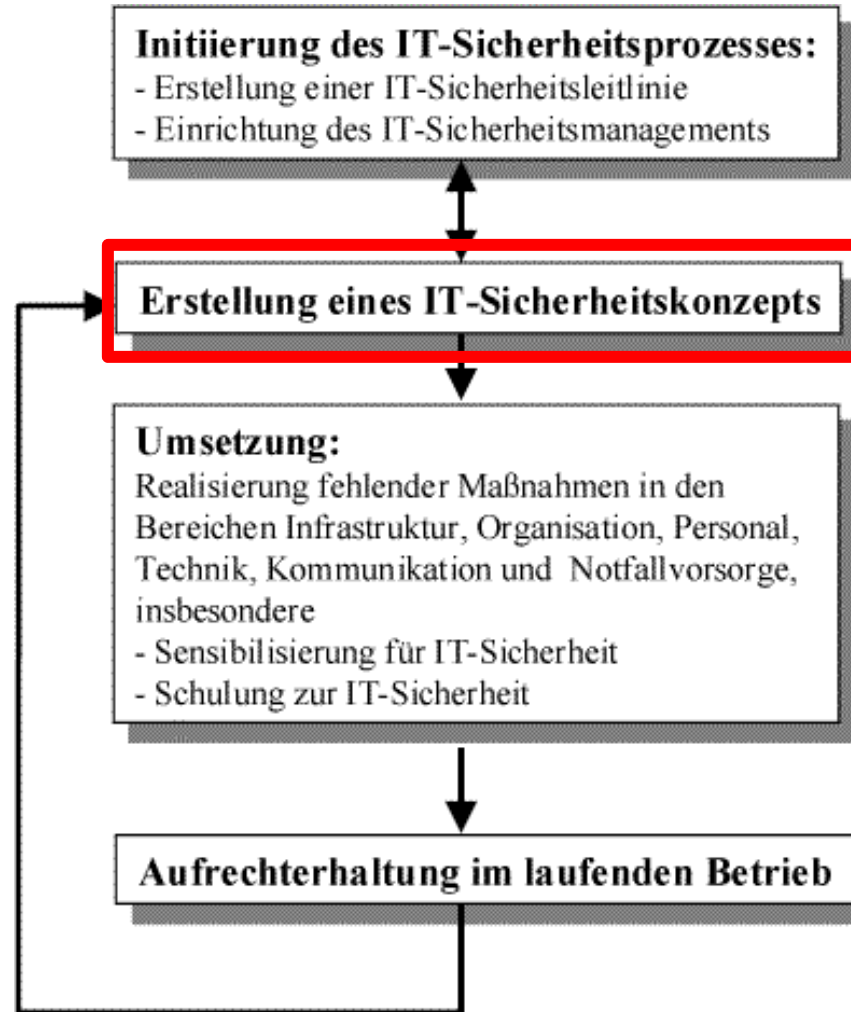 Initiierung des IT-Sicherheitsprozesses:
- Erstellung einer IT-Sicherheitsleitlinie
- Einrichtung des IT-Sicherheitsmanagements
Erstellung eines IT-Sicherheitskonzepts
Umsetzung:
Realisierung fehlender Maßnahmen in den
Bereichen Infrastruktur, Organisation, Personal,
Technik, Kommunikation und Notfallvorsorge,
insbesondere
- Sensibilisierung für IT-Sicherheit
- Schulung zur IT-Sicherheit
Aufrechterhaltung im laufenden Betrieb